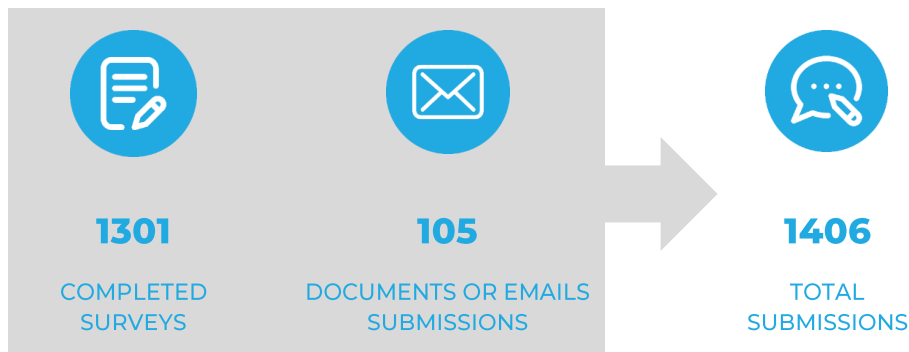 1301
COMPLETED
SURVEYS
105
DOCUMENTS OR EMAILS
SUBMISSIONS
1406
TOTAL
SUBMISSIONS